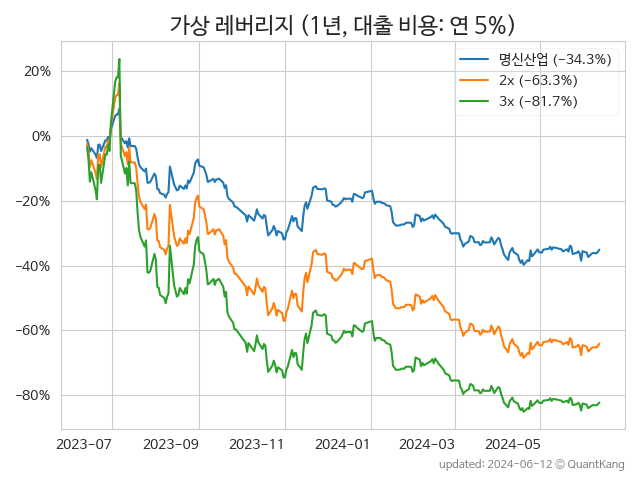 가상 레버리지 (1년, 대출 비용: 연 5%)
명신산업 (−34.3%)
2x (−63.3%)
3x (−81.7%)
20%
0%
−20%
−40%
−60%
−80%
2023-07 2023-09 2023-11 2024-01 2024-03 2024-05
updated: 2024-06-12 © QuantKang